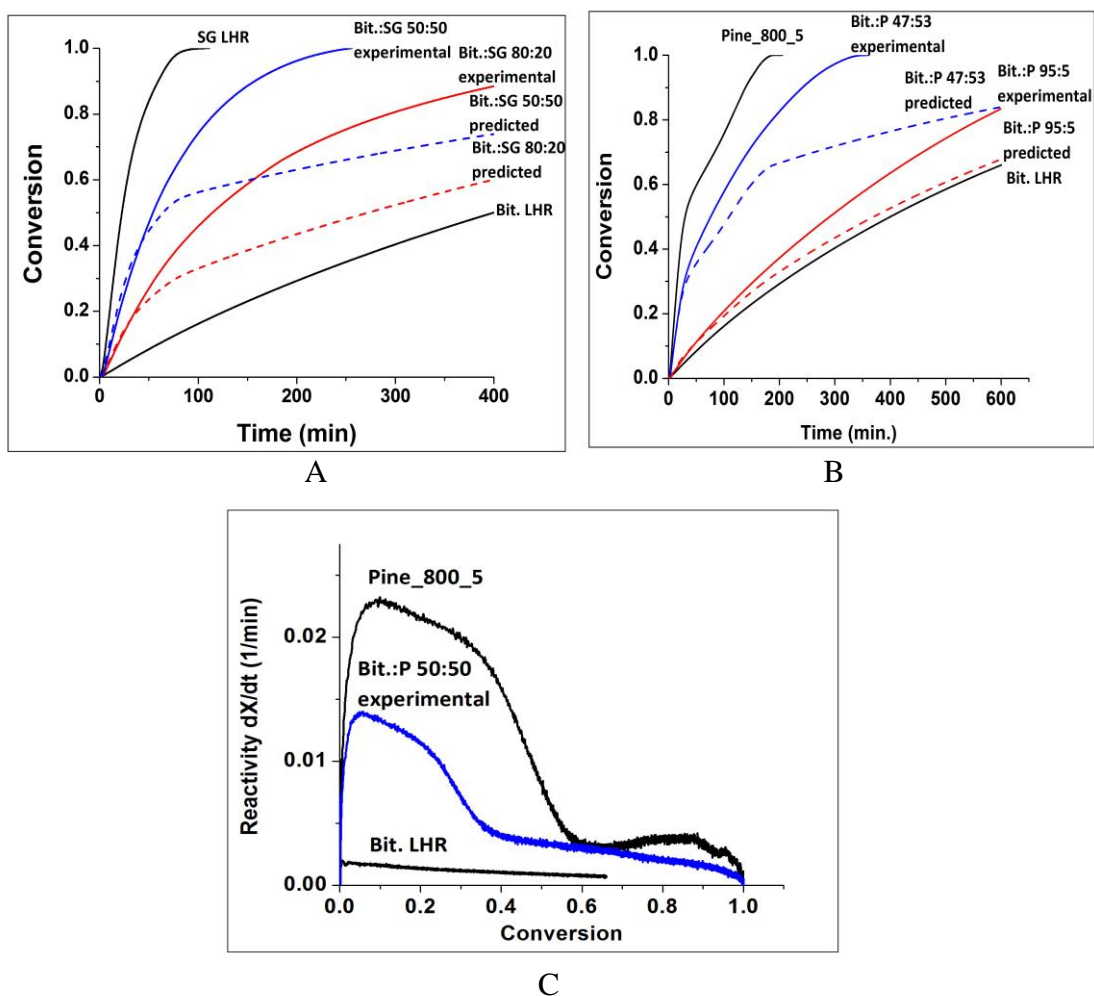 SG LHR
Bit.:SG 50:50
experimental
Bit.:SG 80:20
experimental
Bit.:SG 50:50
predicted
Bit.:SG 80:20
predicted
Bit. LHR
1.0
0.8
0.6
0.4
0.2
0.0
Conversion
0
100
200
300
400
Time (min)
A
Pine_800_5
Bit.:P 47:53
experimental
Bit.:P 47:53
predicted
Bit.:P 95:5
experimental
Bit.:P 95:5
predicted
Bit. LHR
1.0
0.8
0.6
0.4
0.2
0.0
Conversion
0
100
200
300
400
500
600
Time (min.)
B
Pine_800_5
Bit.:P 50:50
experimental
Bit. LHR
0.02
0.01
0.00
Reactivity dX/dt (1/min)
0.0
0.2
0.4
0.6
0.8
1.0
Conversion
C